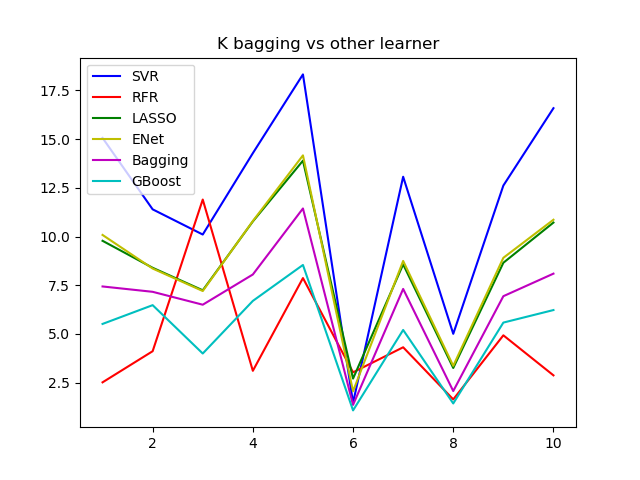 K bagging vs other learner
SVR
RFR
LASSO
ENet
Bagging
GBoost
17.5
15.0
12.5
10.0
7.5
5.0
2.5
2 4 6 8 10